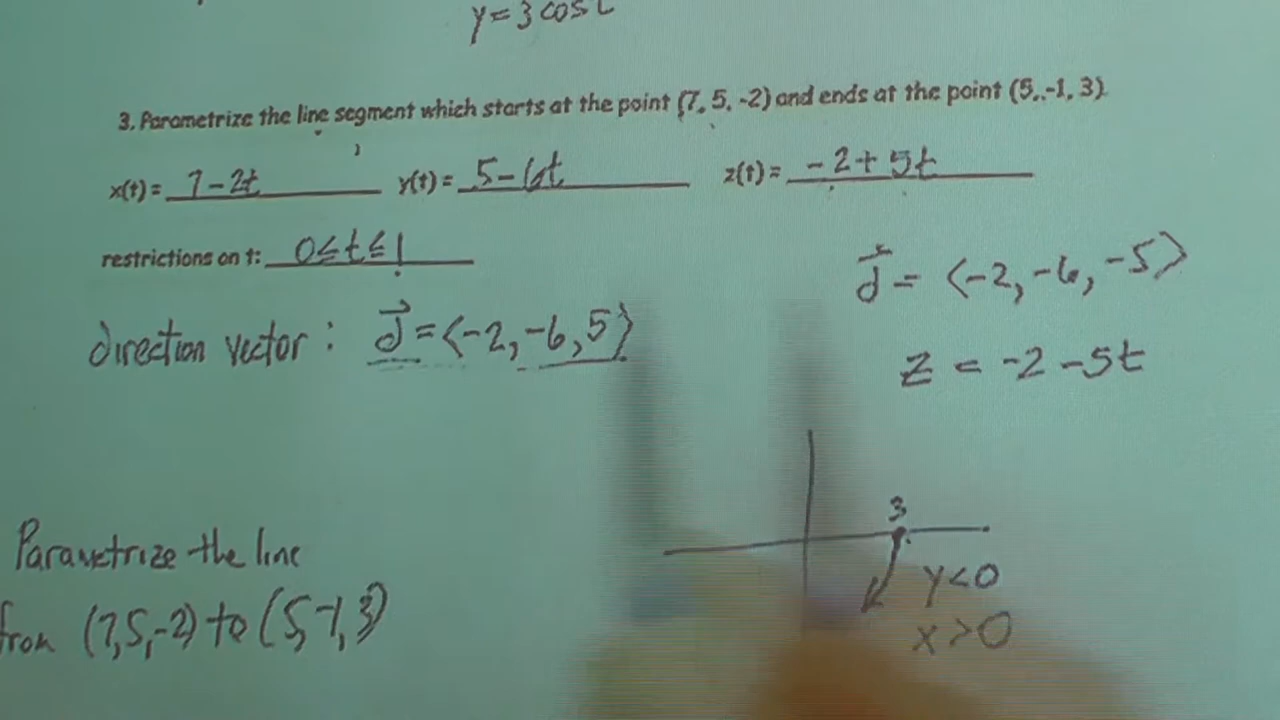 y = 3 cos t
3. Parametrize the line segment which starts at the point (7, 5, -2) and ends at the point (5, -1, 3)
x(t) = 7-2t y(t) = 5-6t z(t) = -2+5t
restrictions on t: 0≤t≤1
d = ⟨-2, -6, -5⟩
direction vector: d = ⟨-2, -6, 5⟩
z = -2-5t
3
Parametrize the line
y<0
from (7,5,-2) to (5,-1,3)
x>0